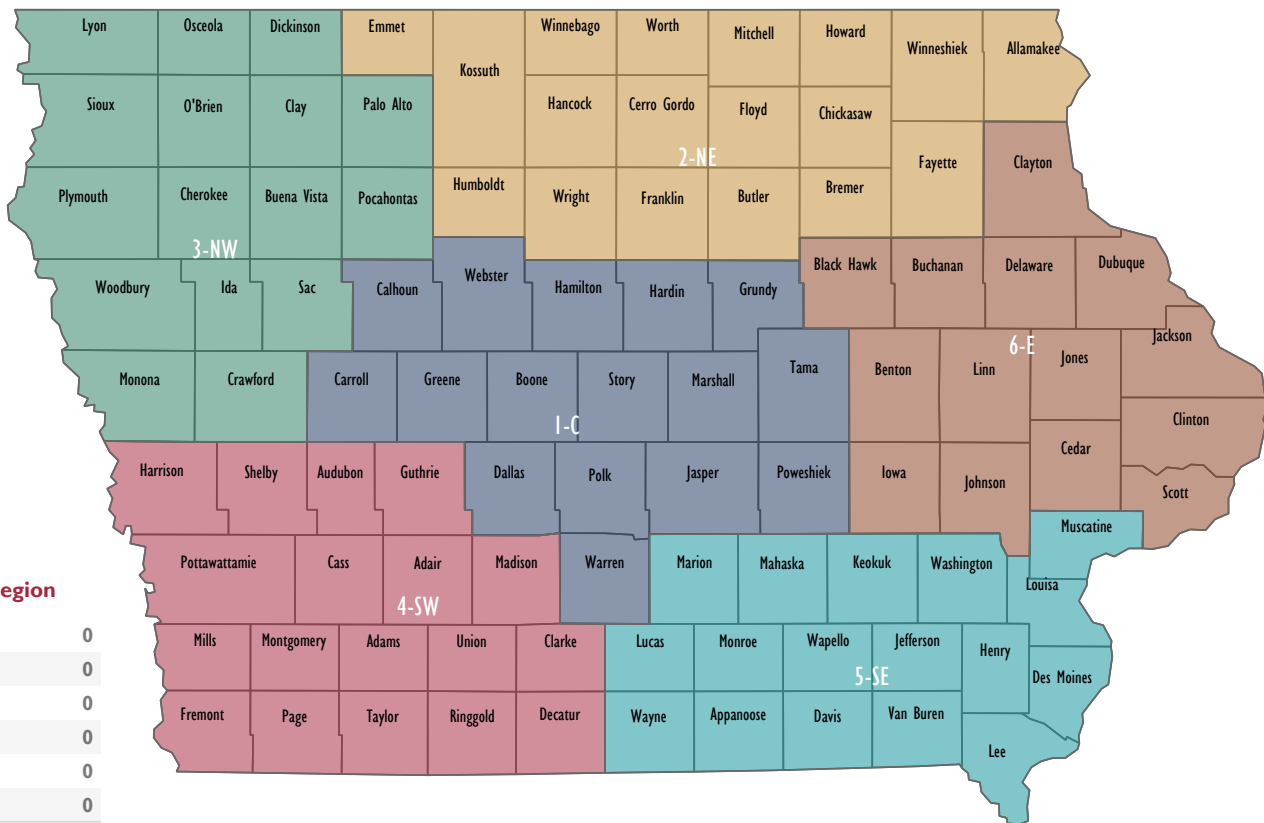 Lyon Osceola Dickinson Emmet Kossuth Winnebago Worth Mitchell Howard Winneshiek Allamakee
Sioux O'Brien Clay Palo Alto Hancock Cerro Gordo Floyd Chickasaw
2-NE
Fayette Clayton
Plymouth Cherokee Buena Vista Pocahontas Humboldt Wright Franklin Butler Bremer
3-NW
Woodbury Ida Sac Calhoun Webster Hamilton Hardin Grundy Black Hawk Buchanan Delaware Dubuque
6-E
Jackson
Monona Crawford Carroll Greene Boone Story Marshall Tama Benton Linn Jones
1-C
Clinton
Harrison Shelby Audubon Guthrie Dallas Polk Jasper Poweshiek Iowa Johnson Cedar
Scott
Muscatine
Pottawattamie Cass Adair Madison Warren Marion Mahaska Keokuk Washington
Louisa
egion
4-SW
0
Mills Montgomery Adams Union Clarke Lucas Monroe Wapello Jefferson Henry
0
5-SE
Des Moines
0
Fremont Page Taylor Ringgold Decatur Wayne Appanoose Davis Van Buren
0
Lee
0
0